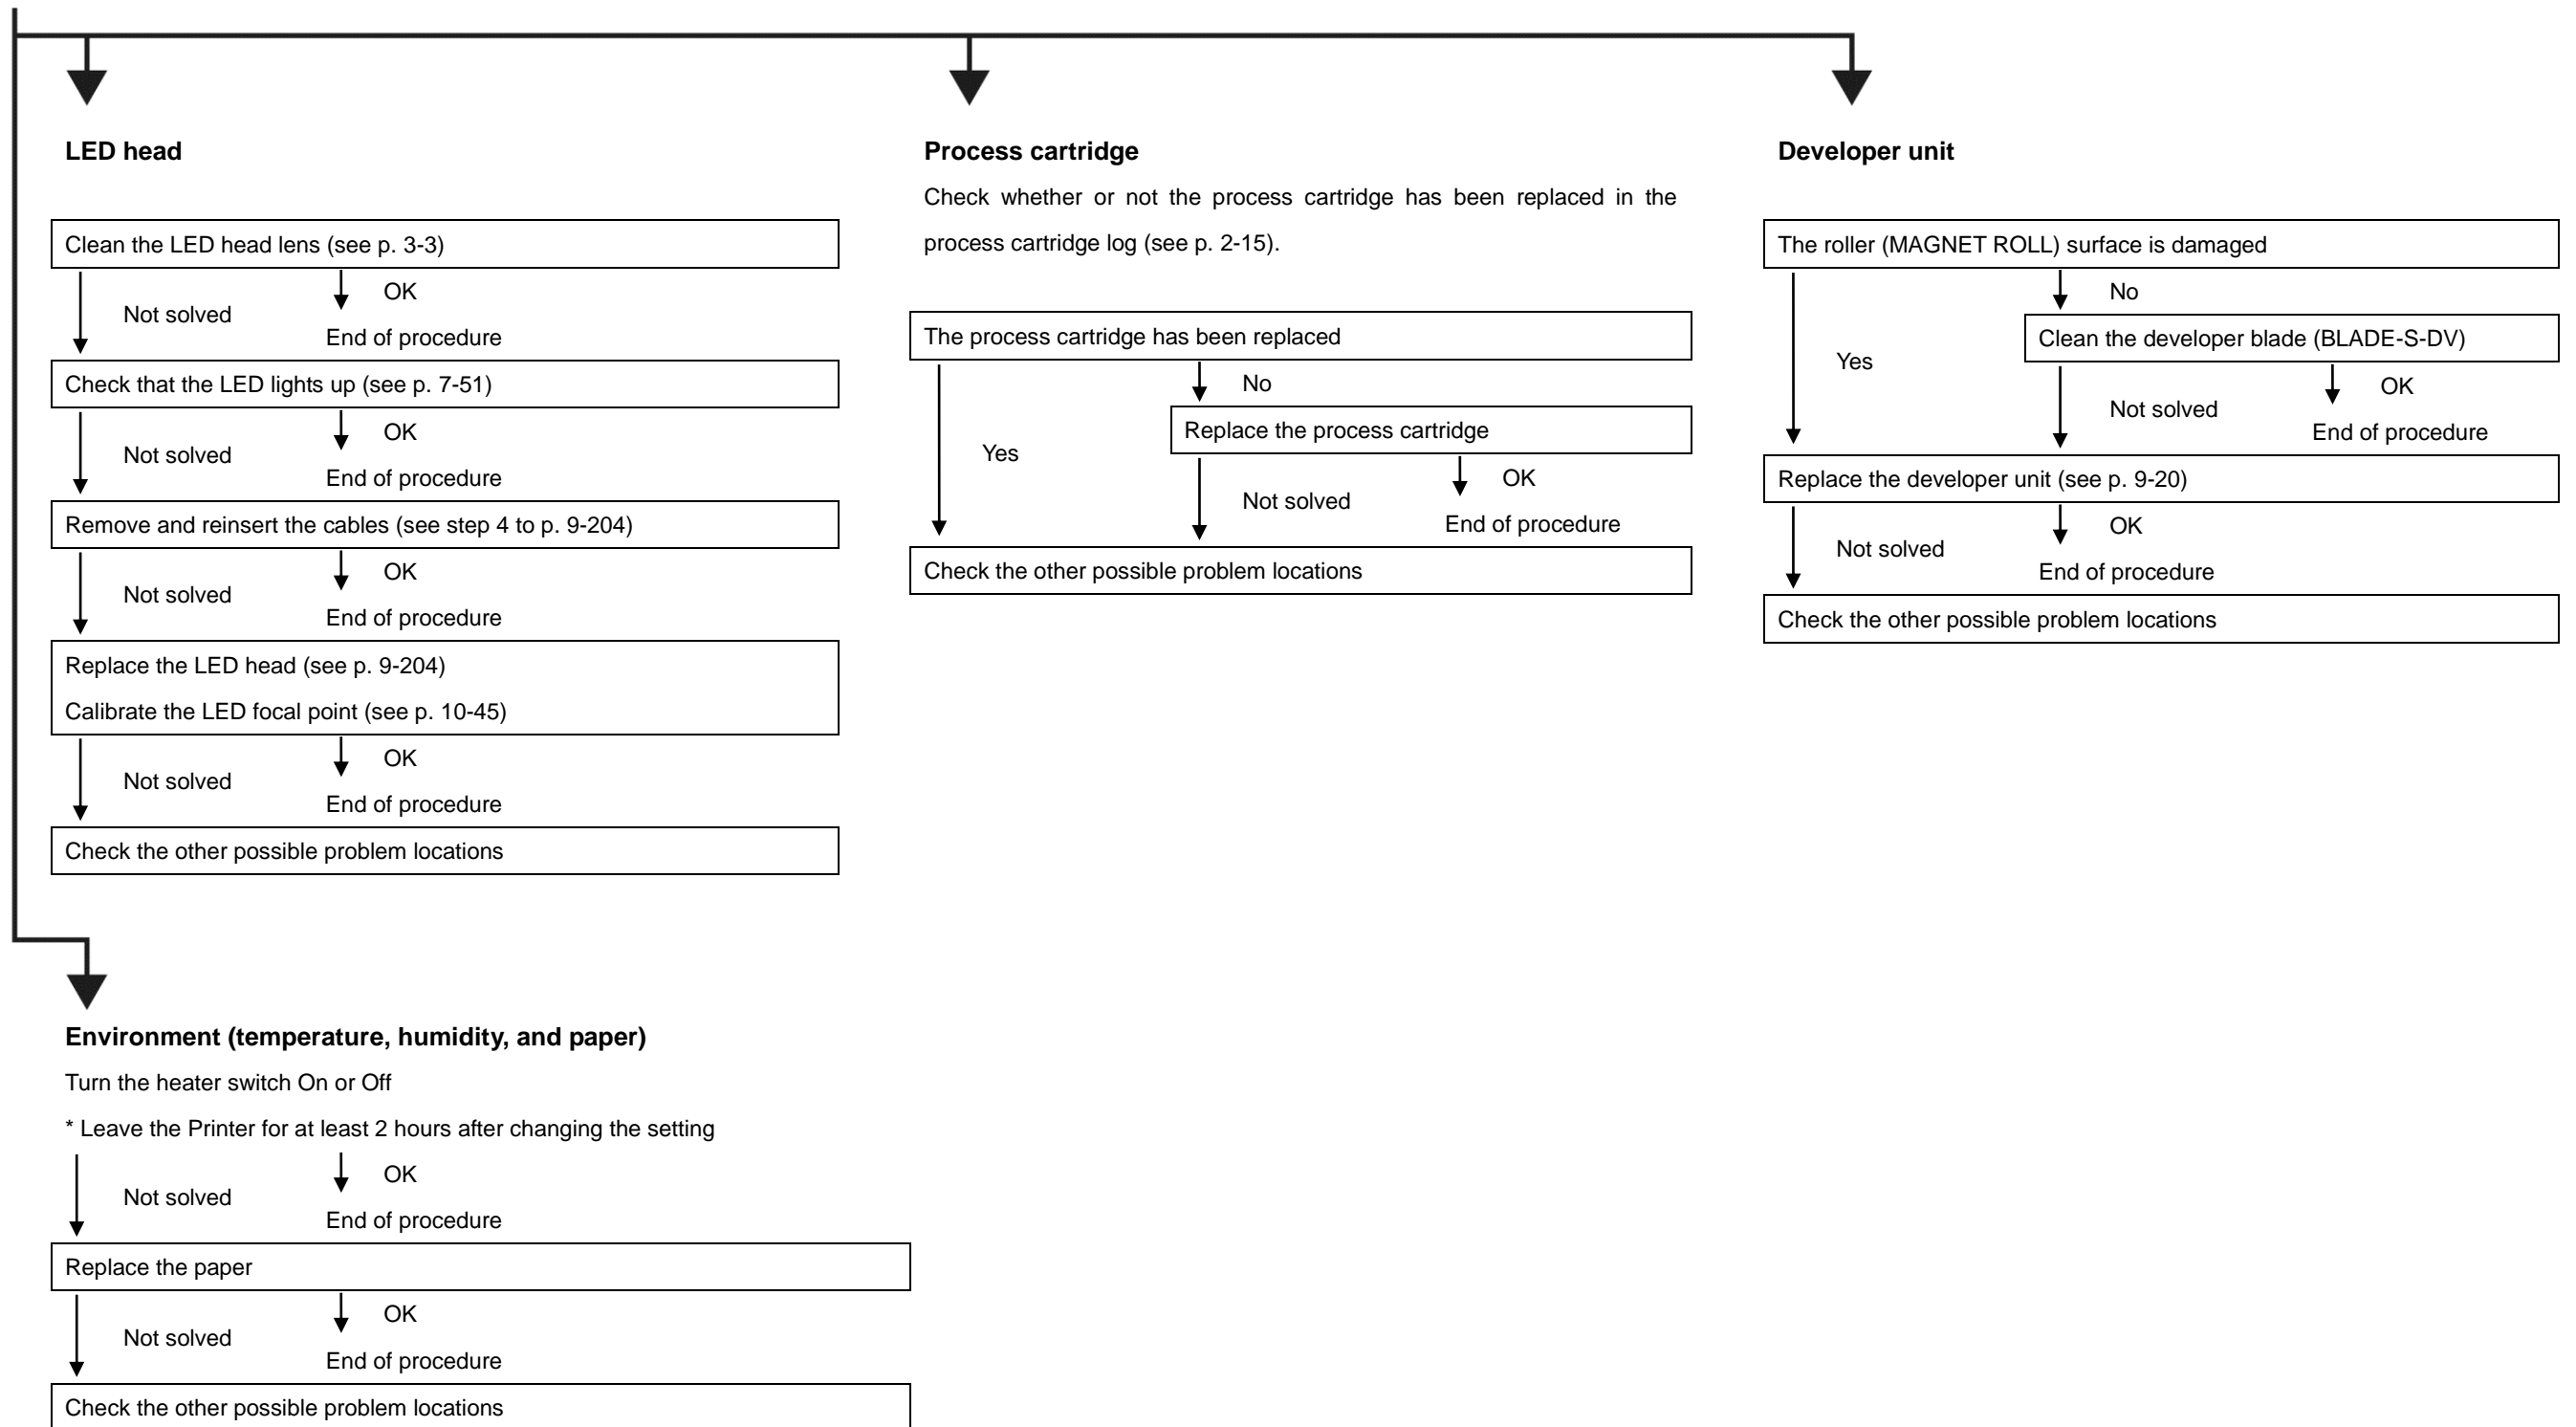 LED head
Clean the LED head lens (see p. 3-3)
OK
Not solved
End of procedure
Check that the LED lights up (see p. 7-51)
OK
Not solved
End of procedure
Remove and reinsert the cables (see step 4 to p. 9-204)
OK
Not solved
End of procedure
Replace the LED head (see p. 9-204)
Calibrate the LED focal point (see p. 10-45)
OK
Not solved
End of procedure
Check the other possible problem locations
Process cartridge
Check whether or not the process cartridge has been replaced in the
process cartridge log (see p. 2-15).
The process cartridge has been replaced
No
Replace the process cartridge
Yes
OK
Not solved
End of procedure
Check the other possible problem locations
Developer unit
The roller (MAGNET ROLL) surface is damaged
No
Clean the developer blade (BLADE-S-DV)
Yes
OK
Not solved
End of procedure
Replace the developer unit (see p. 9-20)
OK
Not solved
End of procedure
Check the other possible problem locations
Environment (temperature, humidity, and paper)
Turn the heater switch On or Off
* Leave the Printer for at least 2 hours after changing the setting
OK
Not solved
End of procedure
Replace the paper
OK
Not solved
End of procedure
Check the other possible problem locations